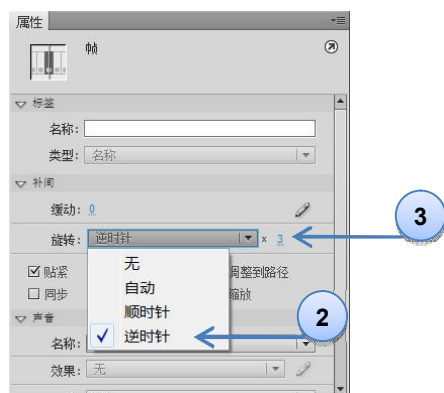 属性
帧
标签
名称:
类型: 名称
补间
缓动: 0
旋转: 逆时针 x 3
3
无
贴紧 调整到路径
自动
同步 缩放
顺时针
声音
2
逆时针
名称:
效果: 无